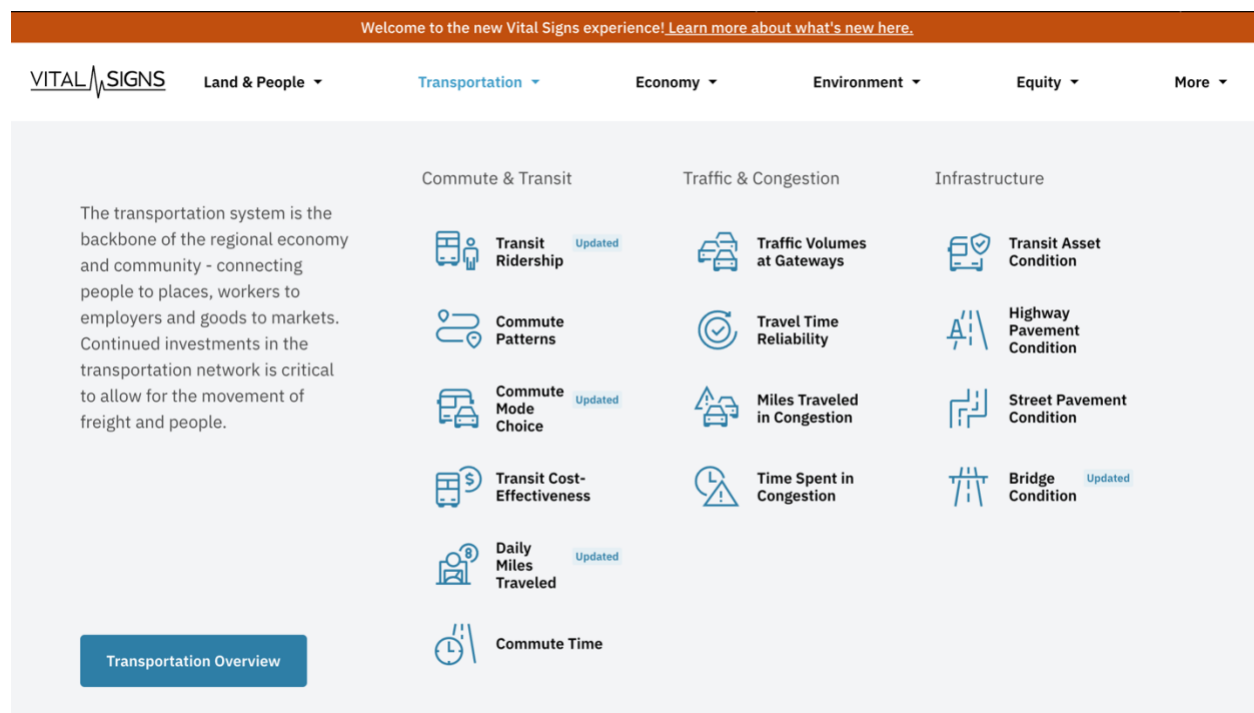 Welcome to the new Vital Signs experience! Learn more about what's new here.
VITAL SIGNS
Land & People
Transportation
Economy
Environment
Equity
More
The transportation system is the
backbone of the regional economy
and community - connecting
people to places, workers to
employers and goods to markets.
Continued investments in the
transportation network is critical
to allow for the movement of
freight and people.
Transportation Overview
Commute & Transit
Transit
Ridership
Updated
Commute
Patterns
Commute
Mode
Choice
Updated
$
Transit Cost-
Effectiveness
8
Daily
Miles
Traveled
Updated
Commute Time
Traffic & Congestion
Traffic Volumes
at Gateways
Travel Time
Reliability
Miles Traveled
in Congestion
Time Spent in
Congestion
Infrastructure
Transit Asset
Condition
Highway
Pavement
Condition
Street Pavement
Condition
Bridge
Condition
Updated